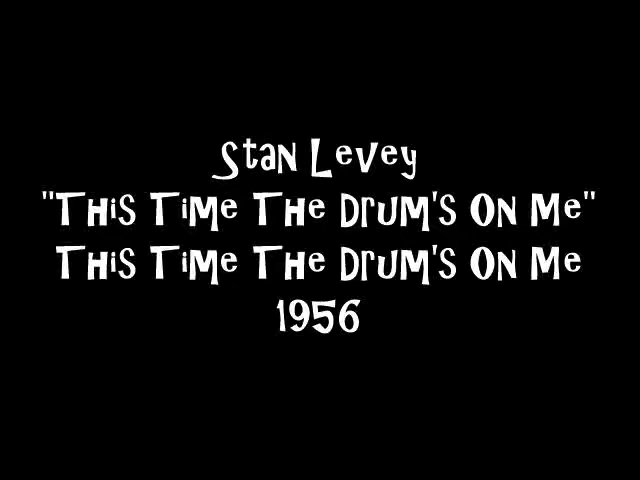 Stan Levey
"This Time The Drum's On Me"
This Time The Drum's On Me
1956